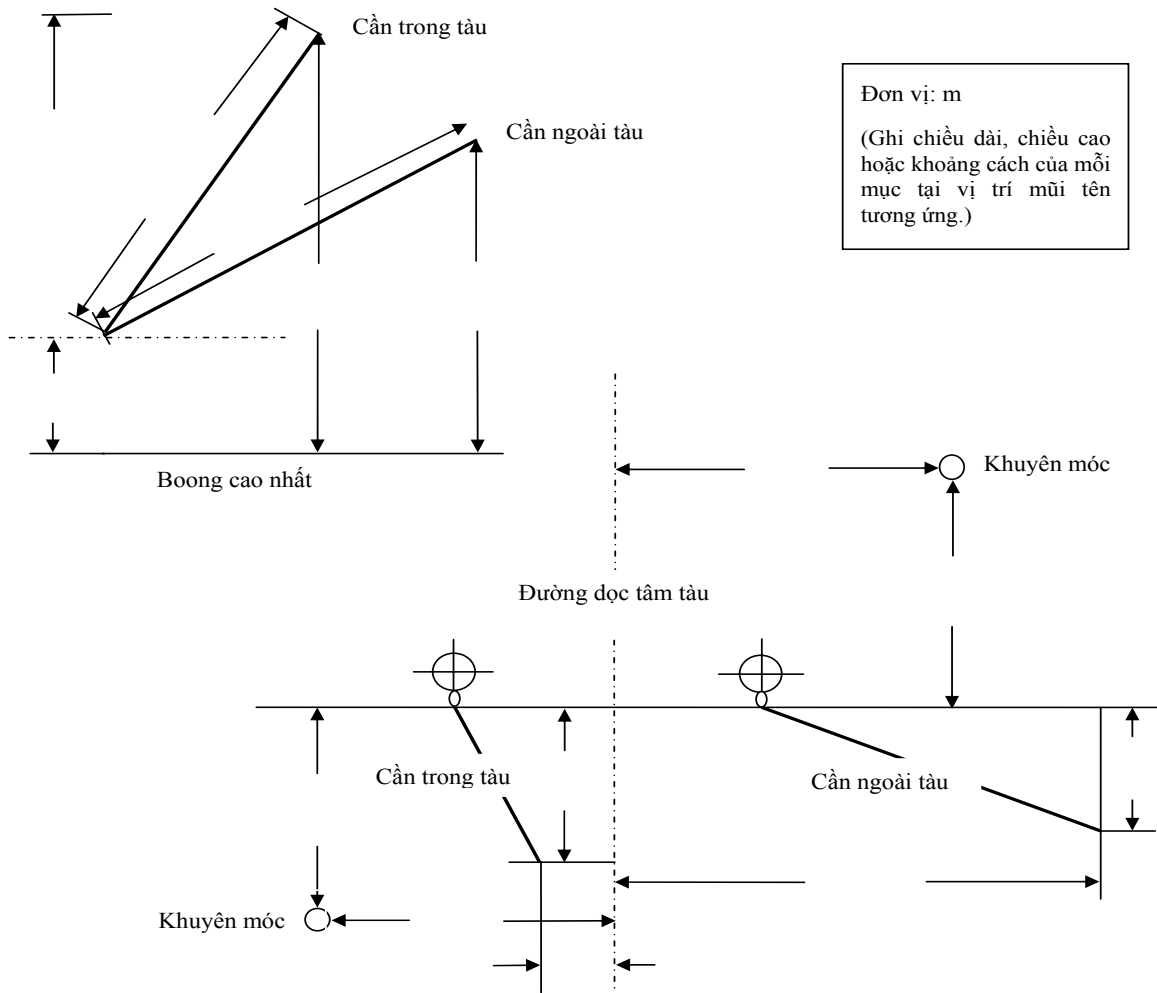 Cần trong tàu
Cần ngoài tàu
Đơn vị: m
(Ghi chiều dài, chiều cao
hoặc khoảng cách của mỗi
mục tại vị trí mũi tên
tương ứng.)
Boong cao nhất
Khuyên móc
Đường dọc tâm tàu
Cần trong tàu
Cần ngoài tàu
Khuyên móc